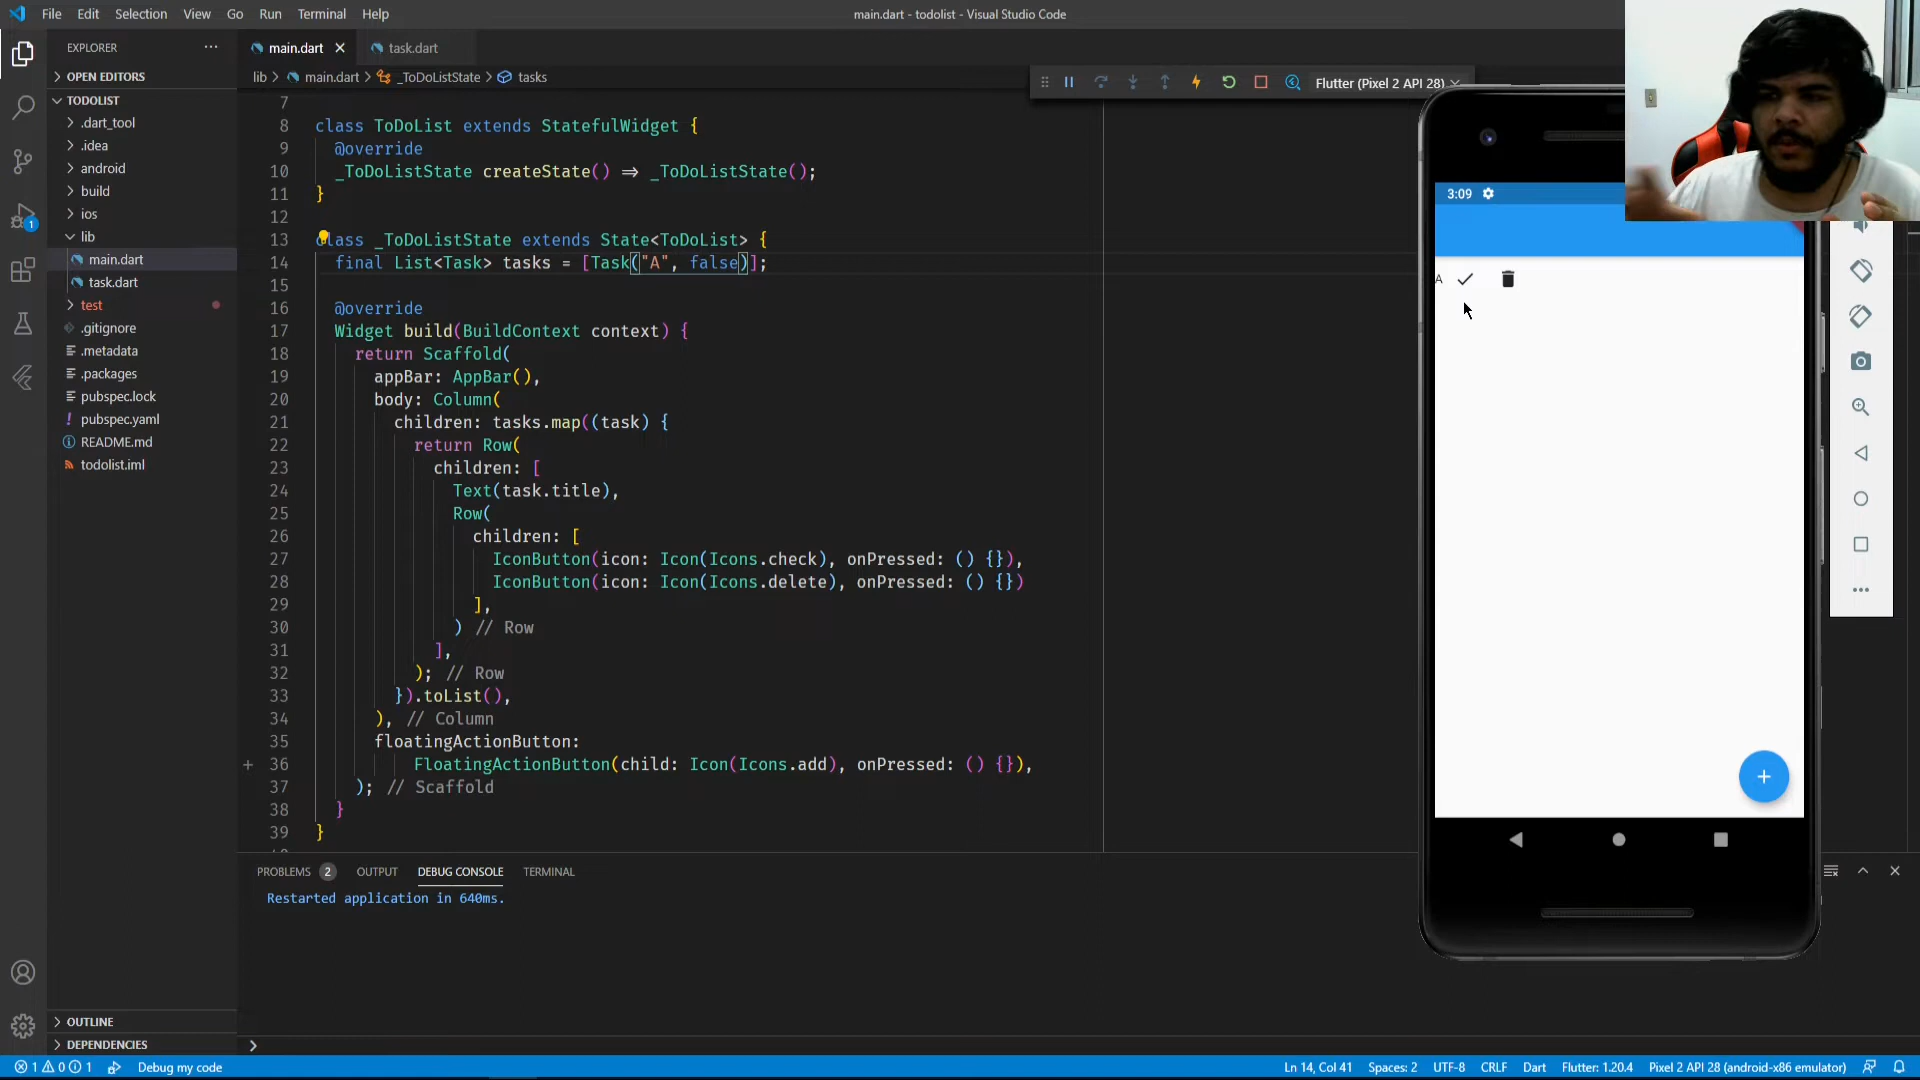 File Edit Selection View Go Run Terminal Help
main.dart - todolist - Visual Studio Code
EXPLORER
OPEN EDITORS
TODOLIST
.dart_tool
.idea
android
build
ios
lib
main.dart
task.dart
test
.gitignore
.metadata
.packages
pubspec.lock
pubspec.yaml
README.md
todolist.iml
OUTLINE
DEPENDENCIES
1
main.dart task.dart
lib > main.dart > _ToDoListState > tasks
Flutter (Pixel 2 API 28)
7
8 class ToDoList extends StatefulWidget {
9 @override
10 _ToDoListState createState() => _ToDoListState();
11 }
12
13 class _ToDoListState extends State<ToDoList> {
14 final List<Task> tasks = [Task("A", false)];
15
16 @override
17 Widget build(BuildContext context) {
18 return Scaffold(
19 appBar: AppBar(),
20 body: Column(
21 children: tasks.map((task) {
22 return Row(
23 children: [
24 Text(task.title),
25 Row(
26 children: [
27 IconButton(icon: Icon(Icons.check), onPressed: () {}),
28 IconButton(icon: Icon(Icons.delete), onPressed: () {})
29 ],
30 ) // Row
31 ],
32 ); // Row
33 }).toList(),
34 ), // Column
35 floatingActionButton:
36 FloatingActionButton(child: Icon(Icons.add), onPressed: () {}),
37 ); // Scaffold
38 }
39 }
PROBLEMS 2 OUTPUT DEBUG CONSOLE TERMINAL
Restarted application in 640ms.
3:09
A
1 0 1 Debug my code
Ln 14, Col 41 Spaces: 2 UTF-8 CRLF Dart Flutter: 1.20.4 Pixel 2 API 28 (android-x86 emulator)